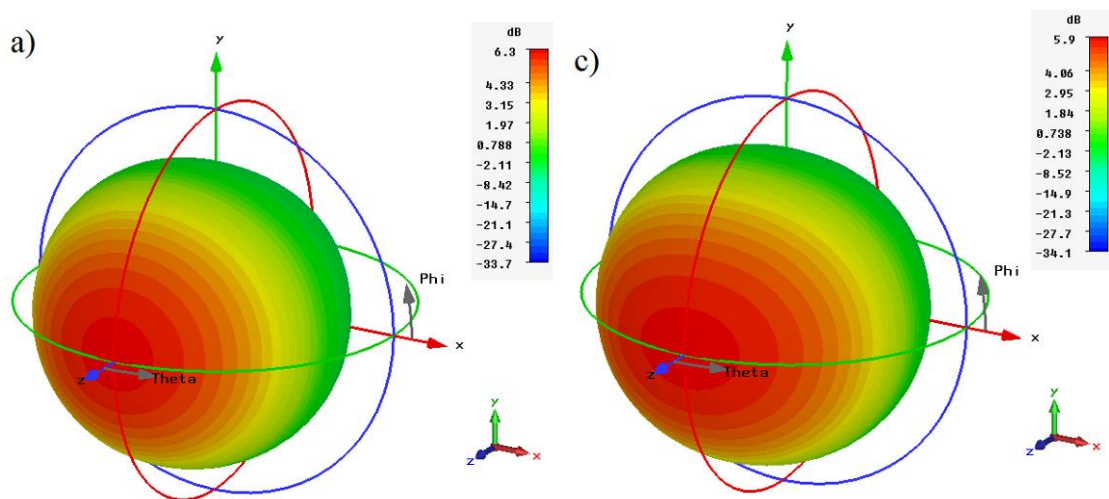 a)
y
Phi
x
z
Theta
y
z
x
dB
6.3
4.33
3.15
1.97
0.788
-2.11
-8.42
-14.7
-21.1
-27.4
-33.7
c)
y
Phi
x
z
Theta
y
z
x
dB
5.9
4.06
2.95
1.84
0.738
-2.13
-8.52
-14.9
-21.3
-27.7
-34.1